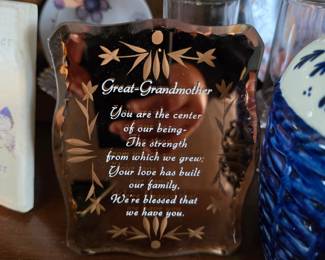 Great-Grandmother
You are the center
of our being-
The strength
from which we grew;
Your love has built
our family,
We're blessed that
we have you.